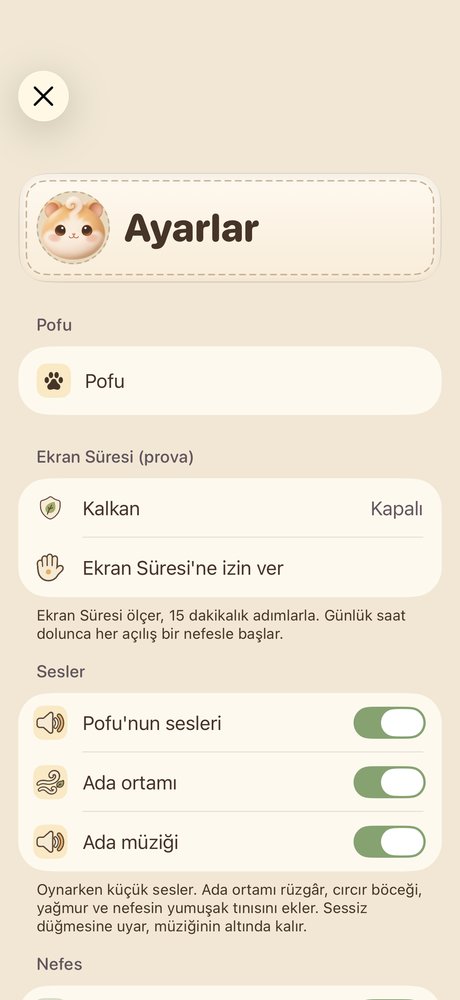 Ayarlar
Pofu
Pofu
Ekran Süresi (prova)
Kalkan Kapalı
Ekran Süresi'ne izin ver
Ekran Süresi ölçer, 15 dakikalık adımlarla. Günlük saat
dolunca her açılış bir nefesle başlar.
Sesler
Pofu'nun sesleri
Ada ortamı
Ada müziği
Oynarken küçük sesler. Ada ortamı rüzgâr, cırcır böceği,
yağmur ve nefesin yumuşak tınısını ekler. Sessiz
düğmesine uyar, müziğinin altında kalır.
Nefes